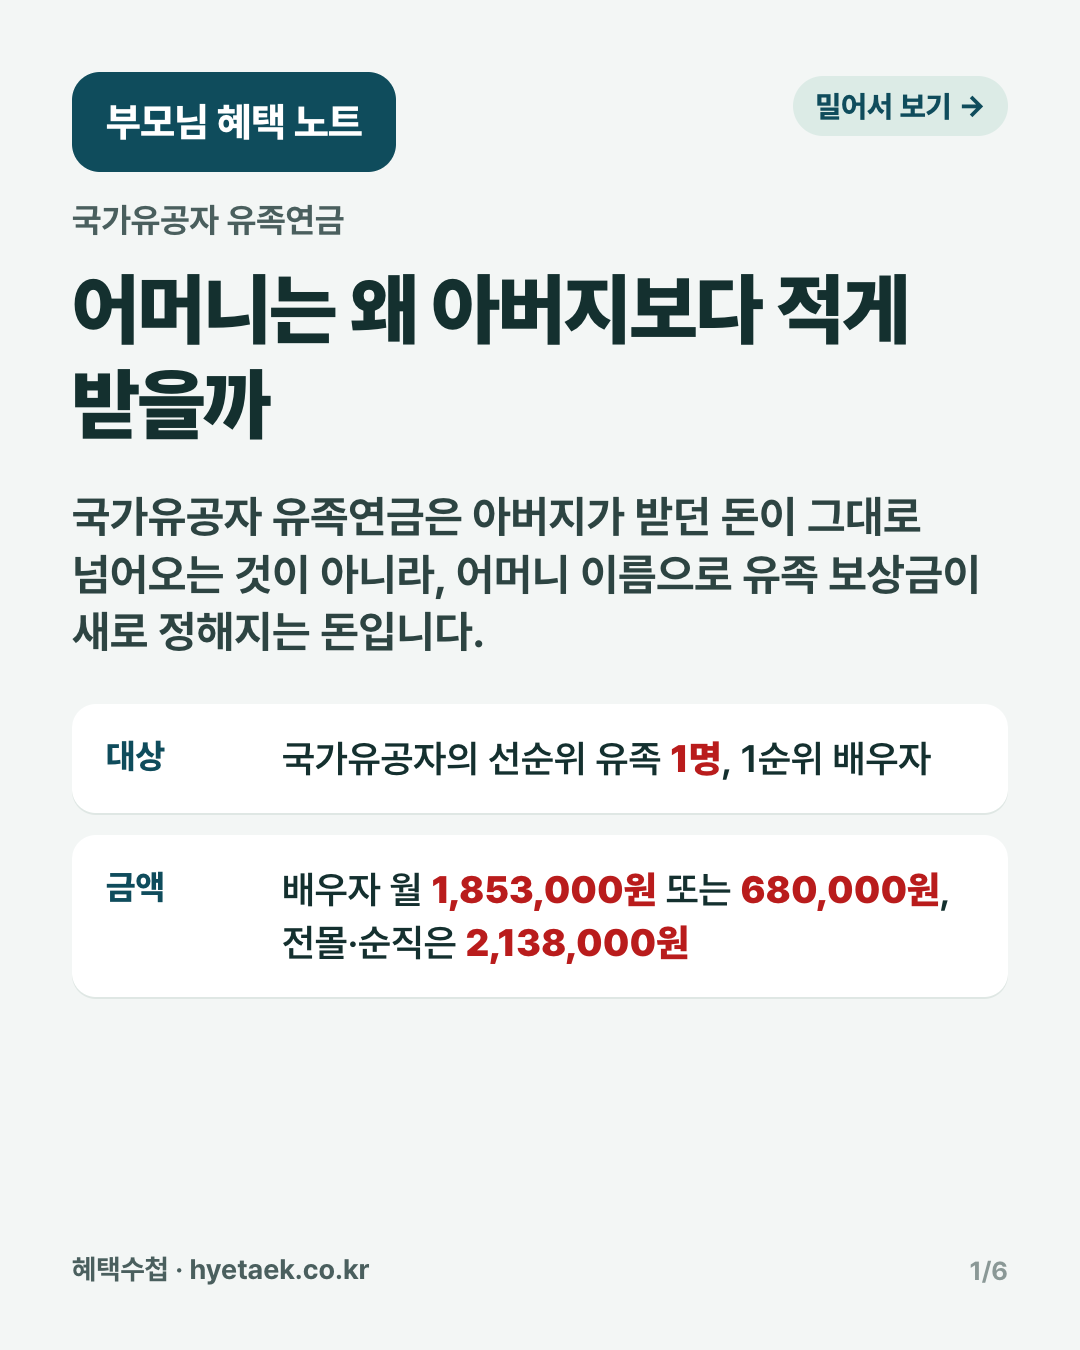 부모님 혜택 노트
밀어서 보기 →
국가유공자 유족연금
어머니는 왜 아버지보다 적게
받을까
국가유공자 유족연금은 아버지가 받던 돈이 그대로
넘어오는 것이 아니라, 어머니 이름으로 유족 보상금이
새로 정해지는 돈입니다.
대상
국가유공자의 선순위 유족 1명, 1순위 배우자
금액
배우자 월 1,853,000원 또는 680,000원,
전몰·순직은 2,138,000원
혜택수첩 · hyetaek.co.kr
1/6